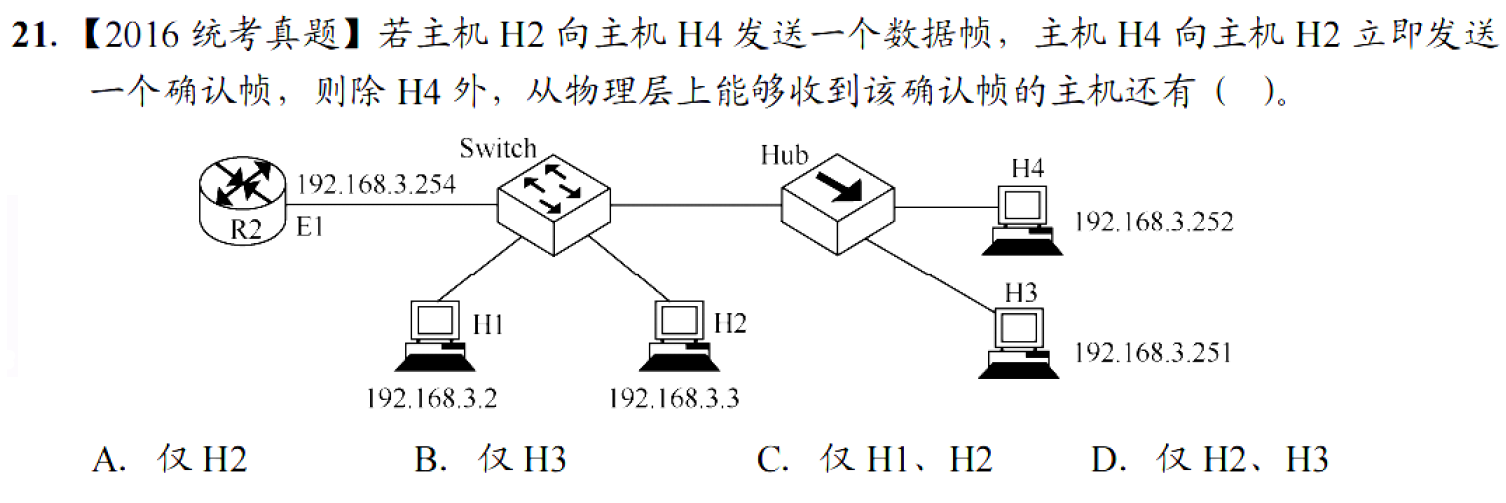 21.【2016 统考真题】若主机 H2 向主机 H4 发送一个数据帧，主机 H4 向主机 H2 立即发送
一个确认帧，则除 H4 外，从物理层上能够收到该确认帧的主机还有（ ）。
Switch
Hub
H4
192.168.3.254
R2
E1
192.168.3.252
H3
H1
H2
192.168.3.251
192.168.3.2
192.168.3.3
A. 仅 H2 B. 仅 H3 C. 仅 H1、H2 D. 仅 H2、H3